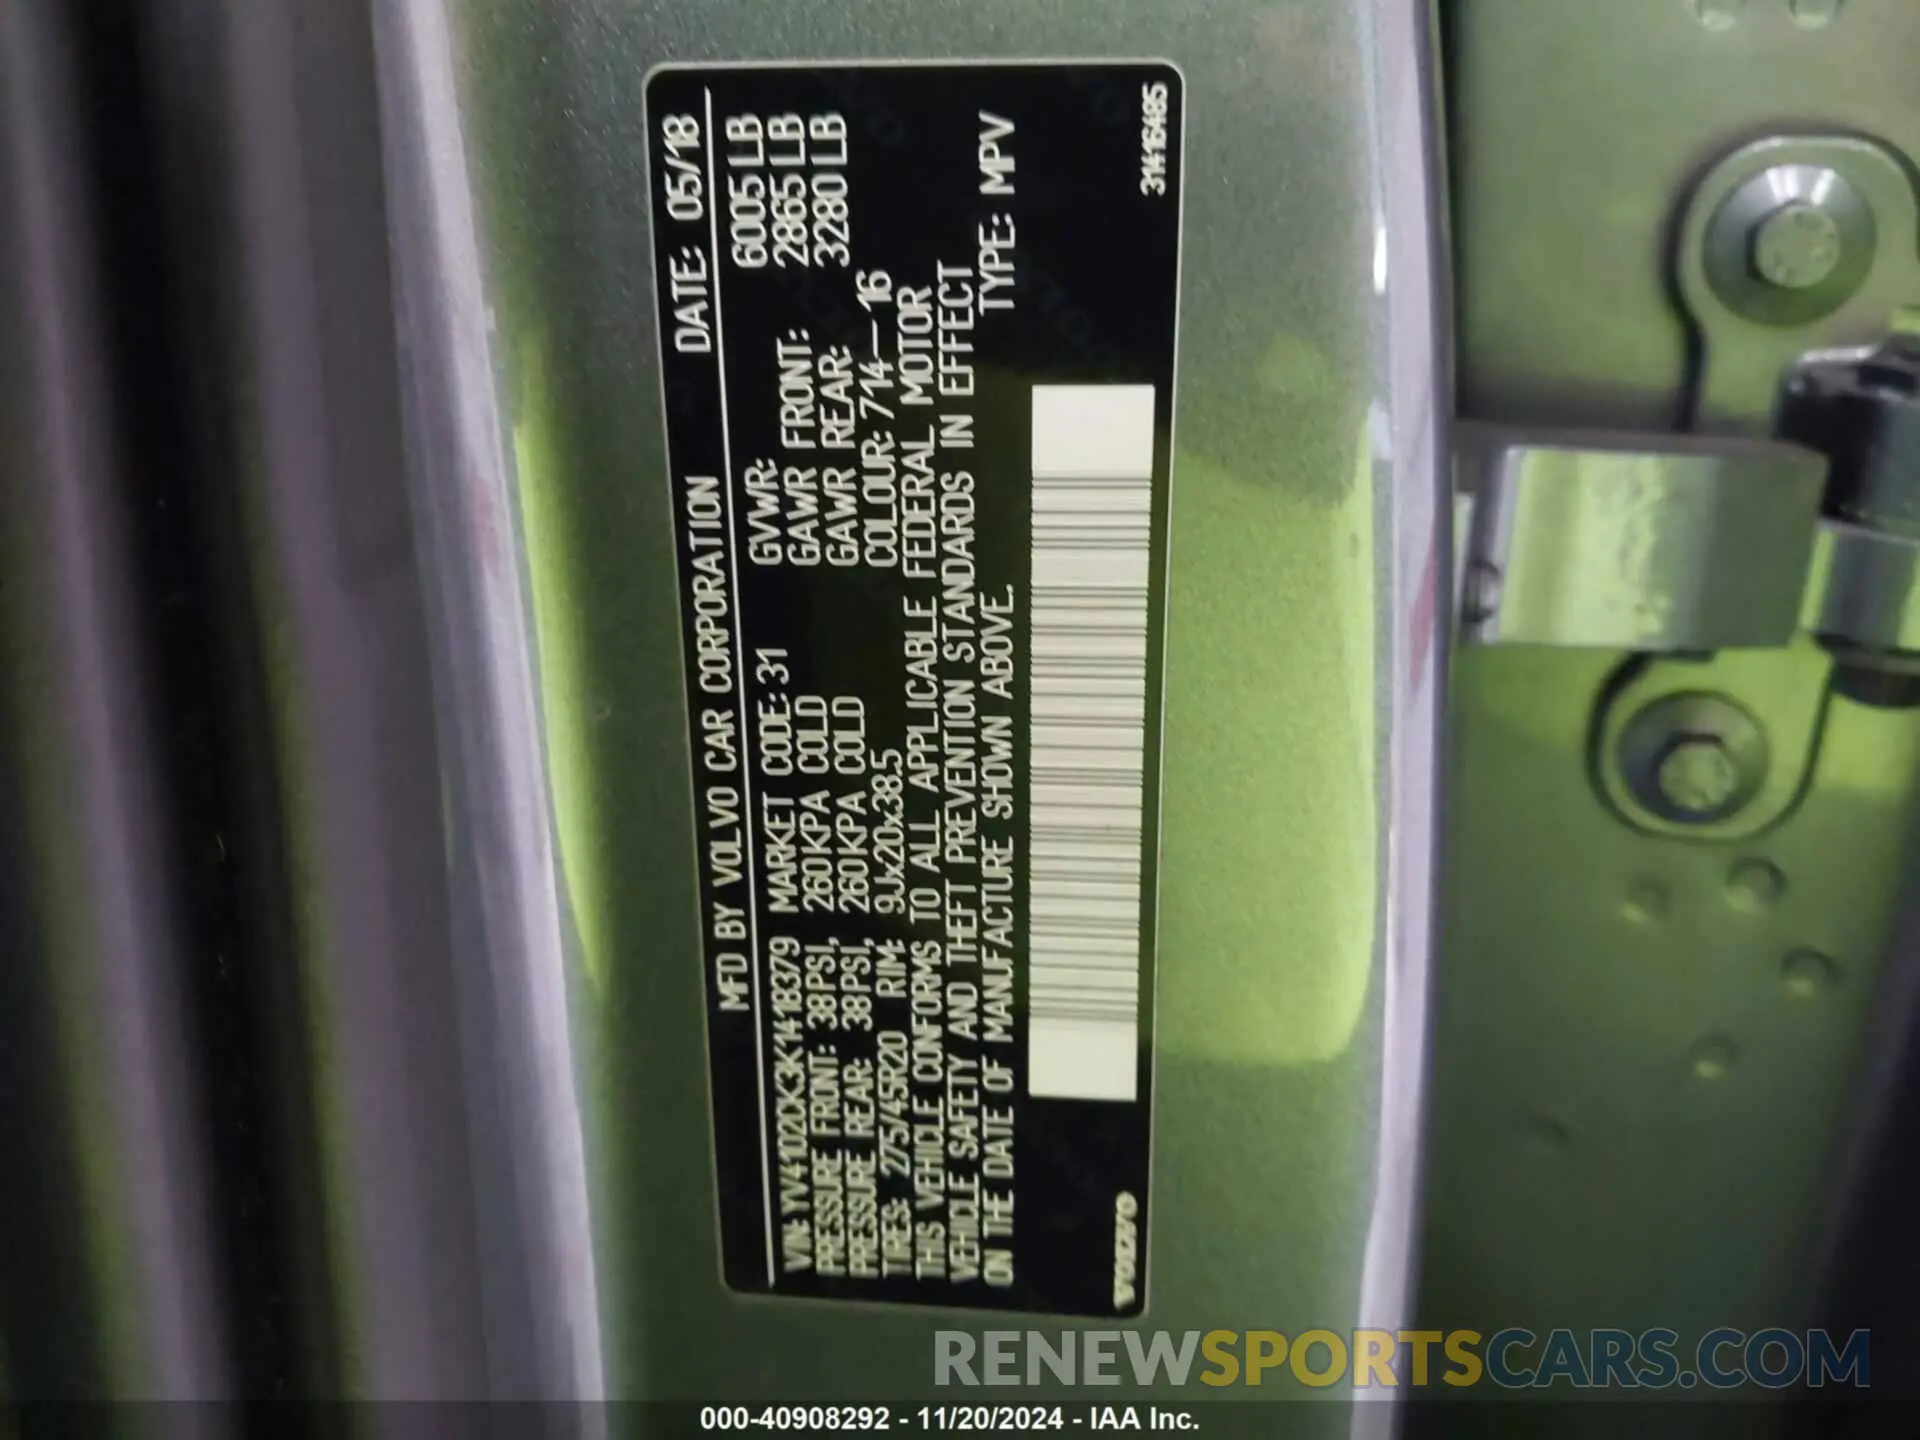 MFD BY VOLVO CAR CORPORATION DATE: 05/18
VIN: YV4102CK3K1418379 MARKET CODE: 31 GVWR: 6005 LB
PRESSURE FRONT: 38PSI, 260KPA COLD GAWR FRONT: 2865 LB
PRESSURE REAR: 38PSI, 260KPA COLD GAWR REAR: 3280 LB
TIRES: 275/45R20 RIM: 9Jx20x38.5 COLOUR: 714-16
THIS VEHICLE CONFORMS TO ALL APPLICABLE FEDERAL MOTOR
VEHICLE SAFETY AND THEFT PREVENTION STANDARDS IN EFFECT
ON THE DATE OF MANUFACTURE SHOWN ABOVE. TYPE: MPV
VOLVO 31416485
RENEWSPORTSCARS.COM
000-40908292 - 11/20/2024 - IAA Inc.